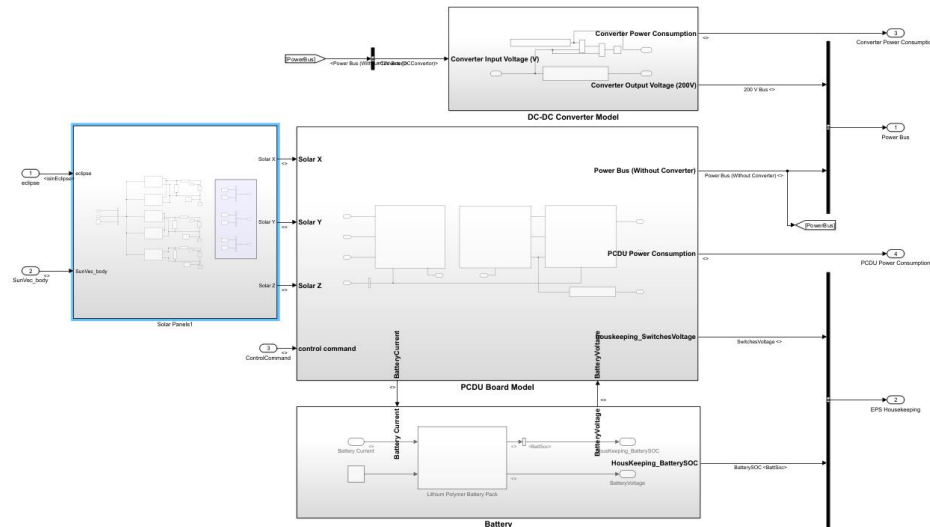 Converter Power Consumption
<>
3
Converter Power Consumptio
[PowerBus]
Converter Input Voltage (V)
Converter Output Voltage (200V)
200 V Bus <>
DC-DC Converter Model
1
Power Bus
1
eclipse
<isInEclipse
eclipse
Solar X
<>
Solar X
Power Bus (Without Converter)
Power Bus (Without Converter) <>
[PowerBus]
Solar Y
<>
Solar Y
PCDU Power Consumption
<>
4
PCDU Power Consumption
2
SunVec_body
<>
SunVec_body
Solar Z
<>
Solar Z
Solar Panels1
3
ControlCommand
<>
control command
BatteryCurrent
BatteryVoltage
Houskeeping_SwitchesVoltage
SwitchesVoltage <>
PCDU Board Model
<>
<>
2
EPS Housekeeping
Battery Current
BatteryVoltage
Battery Current
<>
<BattSoc>
<>
HousKeeping_BatterySOC
HousKeeping_BatterySOC
BatterySOC <BattSoc>
<>
BatteryVoltage
Lithium Polymer Battery Pack
Battery